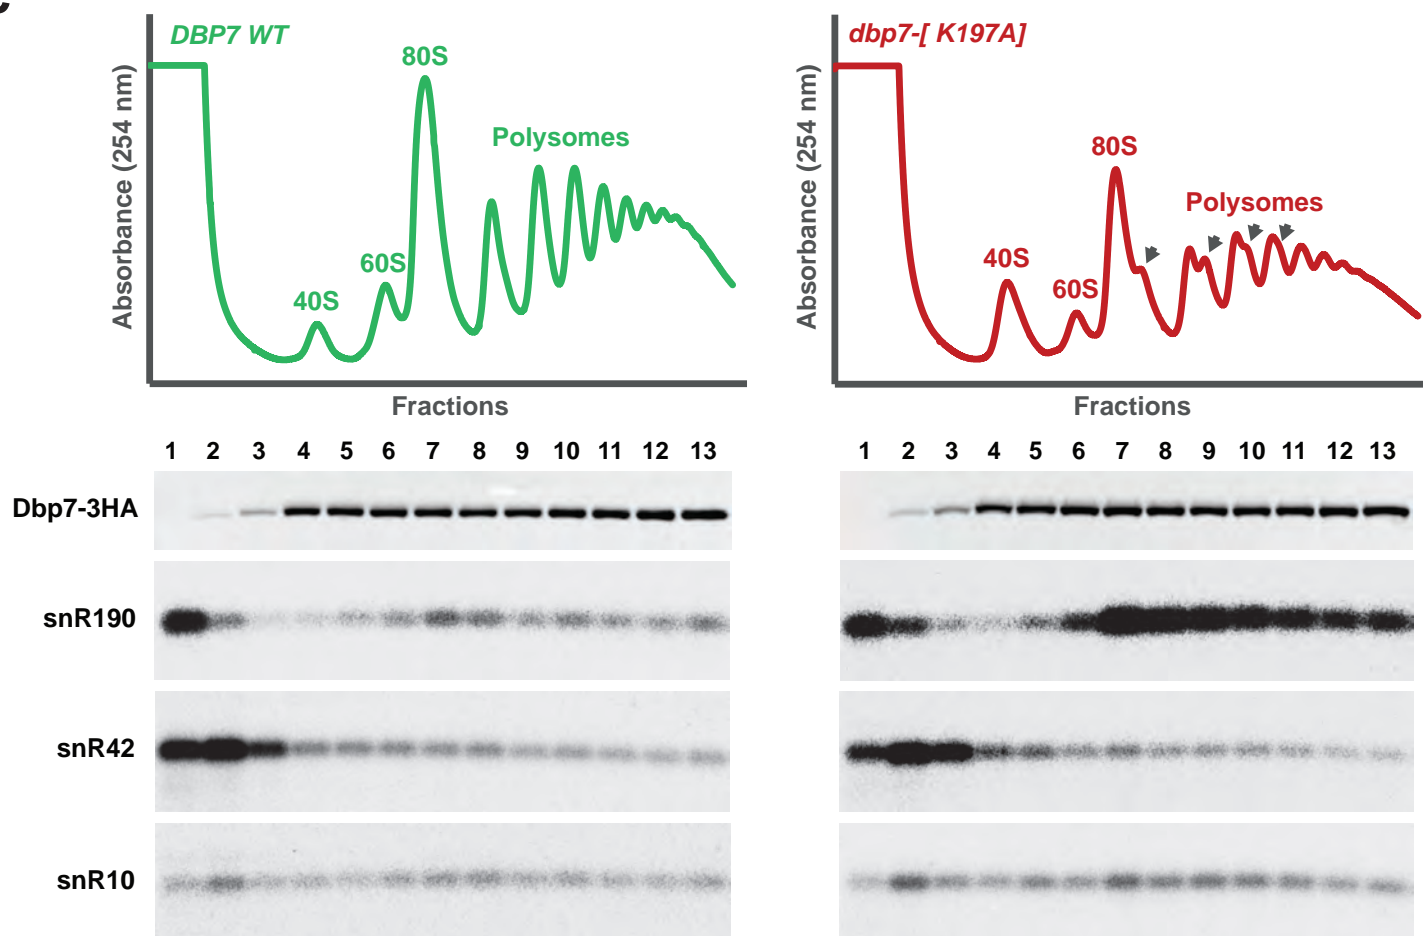 DBP7 WT
80S
Polysomes
60S
40S
Absorbance (254 nm)
Fractions
dbp7-[ K197A]
80S
Polysomes
40S
60S
Absorbance (254 nm)
Fractions
1 2 3 4 5 6 7 8 9 10 11 12 13
1 2 3 4 5 6 7 8 9 10 11 12 13
Dbp7-3HA
snR190
snR42
snR10